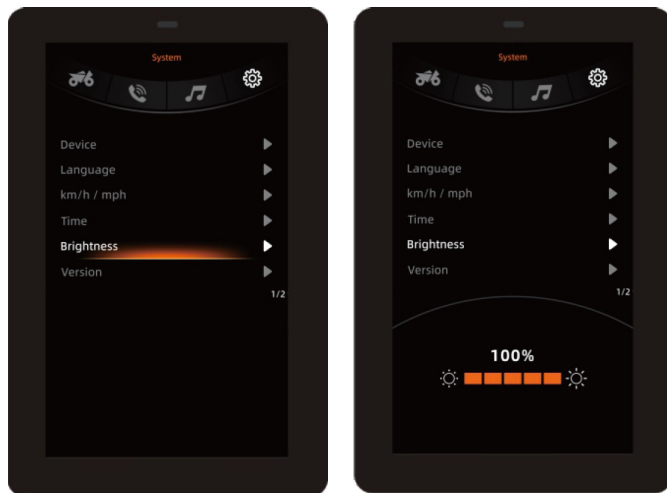 System
Device
Language
km/h / mph
Time
Brightness
Version
1/2
System
Device
Language
km/h / mph
Time
Brightness
Version
1/2
100%